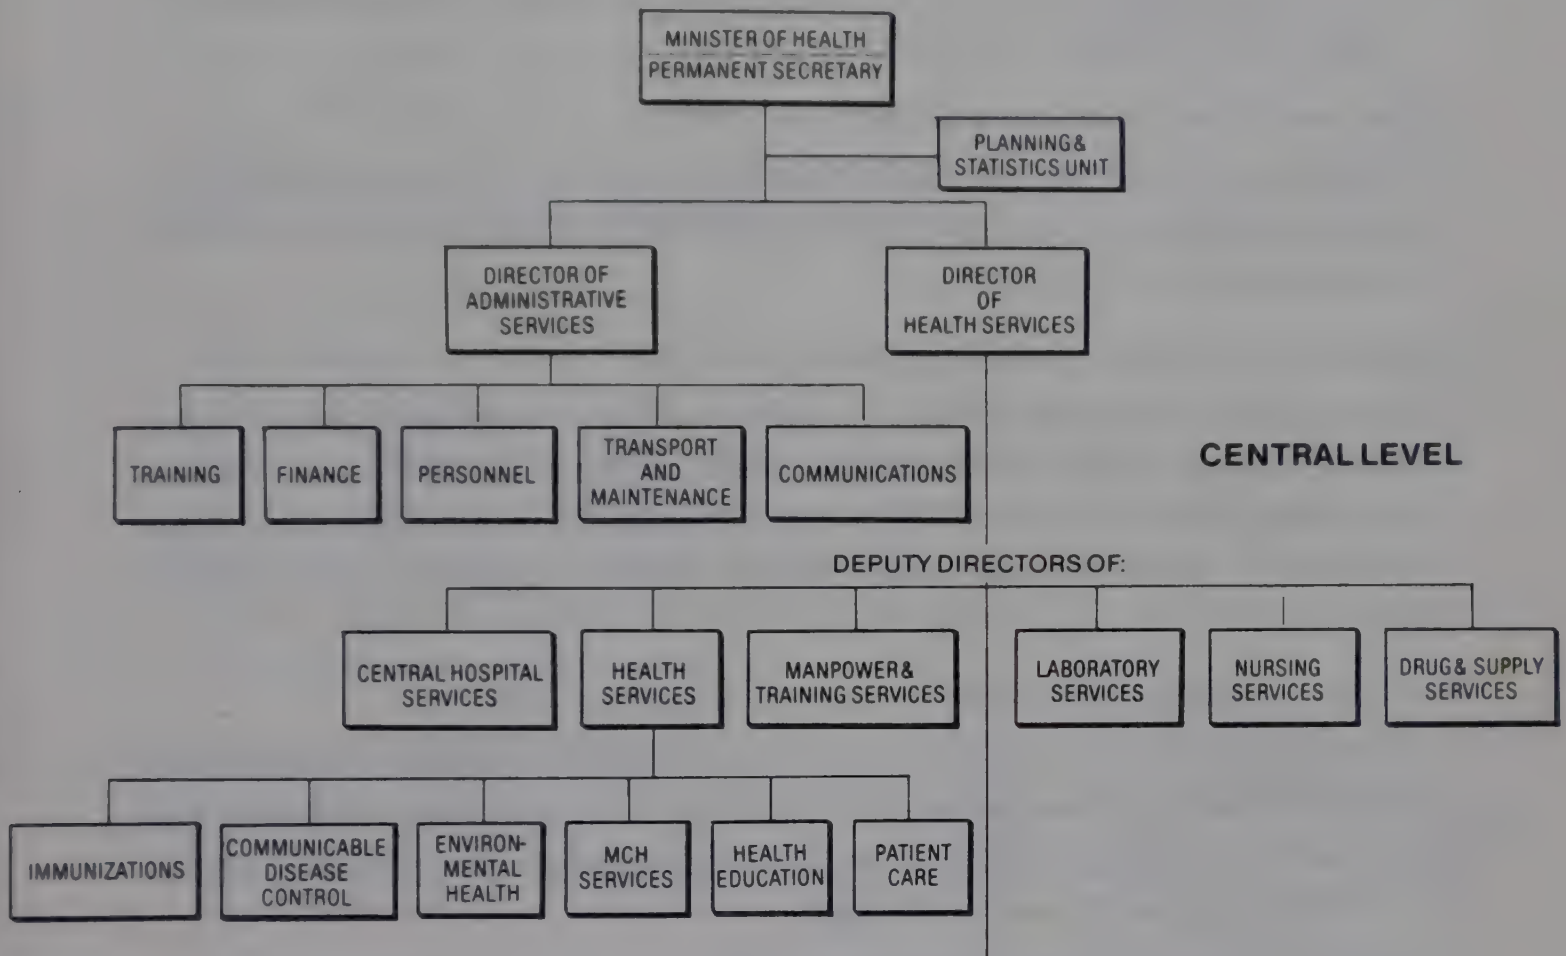 MINISTER OF HEALTH
PERMANENT SECRETARY
PLANNING &
STATISTICS UNIT
DIRECTOR OF
ADMINISTRATIVE
SERVICES
DIRECTOR
OF
HEALTH SERVICES
TRAINING
FINANCE
PERSONNEL
TRANSPORT
AND
MAINTENANCE
COMMUNICATIONS
CENTRAL LEVEL
DEPUTY DIRECTORS OF:
CENTRAL HOSPITAL
SERVICES
HEALTH
SERVICES
MANPOWER &
TRAINING SERVICES
LABORATORY
SERVICES
NURSING
SERVICES
DRUG & SUPPLY
SERVICES
IMMUNIZATIONS
COMMUNICABLE
DISEASE
CONTROL
ENVIRON-
MENTAL
HEALTH
MCH
SERVICES
HEALTH
EDUCATION
PATIENT
CARE